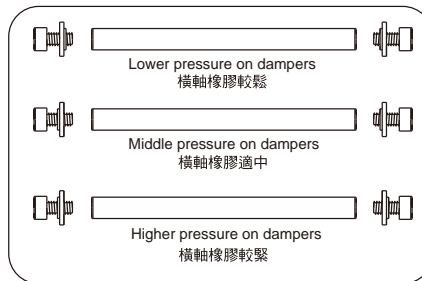 Lower pressure on dampers
橫軸橡膠較鬆
Middle pressure on dampers
橫軸橡膠適中
Higher pressure on dampers
橫軸橡膠較緊